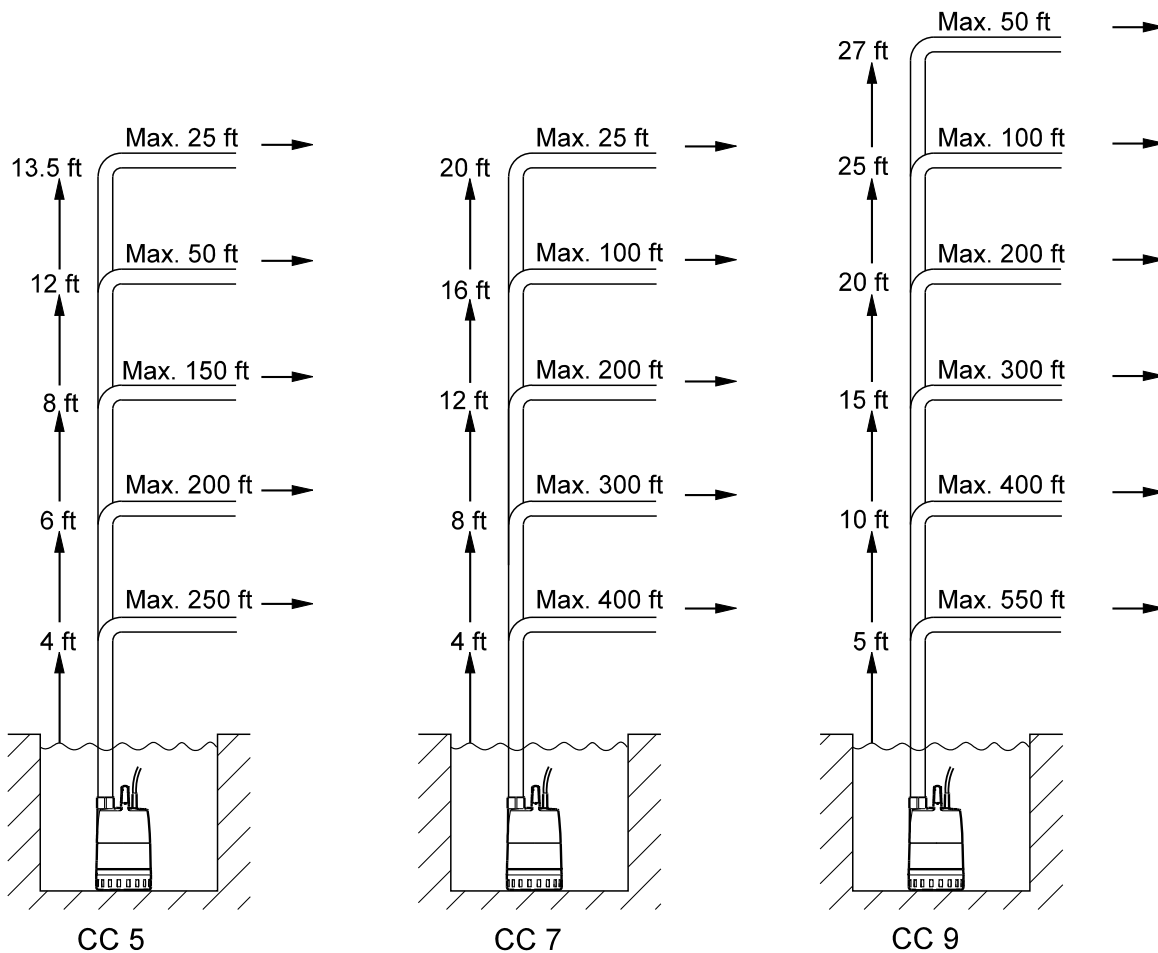 Max. 25 ft
13.5 ft
Max. 50 ft
12 ft
Max. 150 ft
8 ft
Max. 200 ft
6 ft
Max. 250 ft
4 ft
CC 5
Max. 25 ft
20 ft
Max. 100 ft
16 ft
Max. 200 ft
12 ft
Max. 300 ft
8 ft
Max. 400 ft
4 ft
CC 7
Max. 50 ft
27 ft
Max. 100 ft
25 ft
Max. 200 ft
20 ft
Max. 300 ft
15 ft
Max. 400 ft
10 ft
Max. 550 ft
5 ft
CC 9